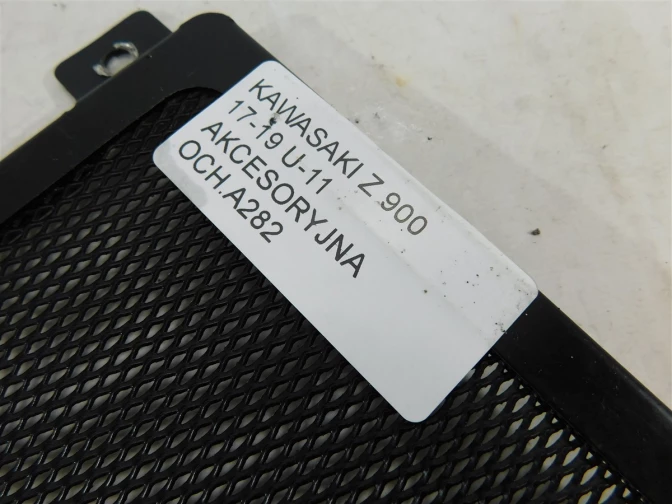 KAWASAKI Z 900
17-19 U-11
AKCESORYJNA
OCH.A282